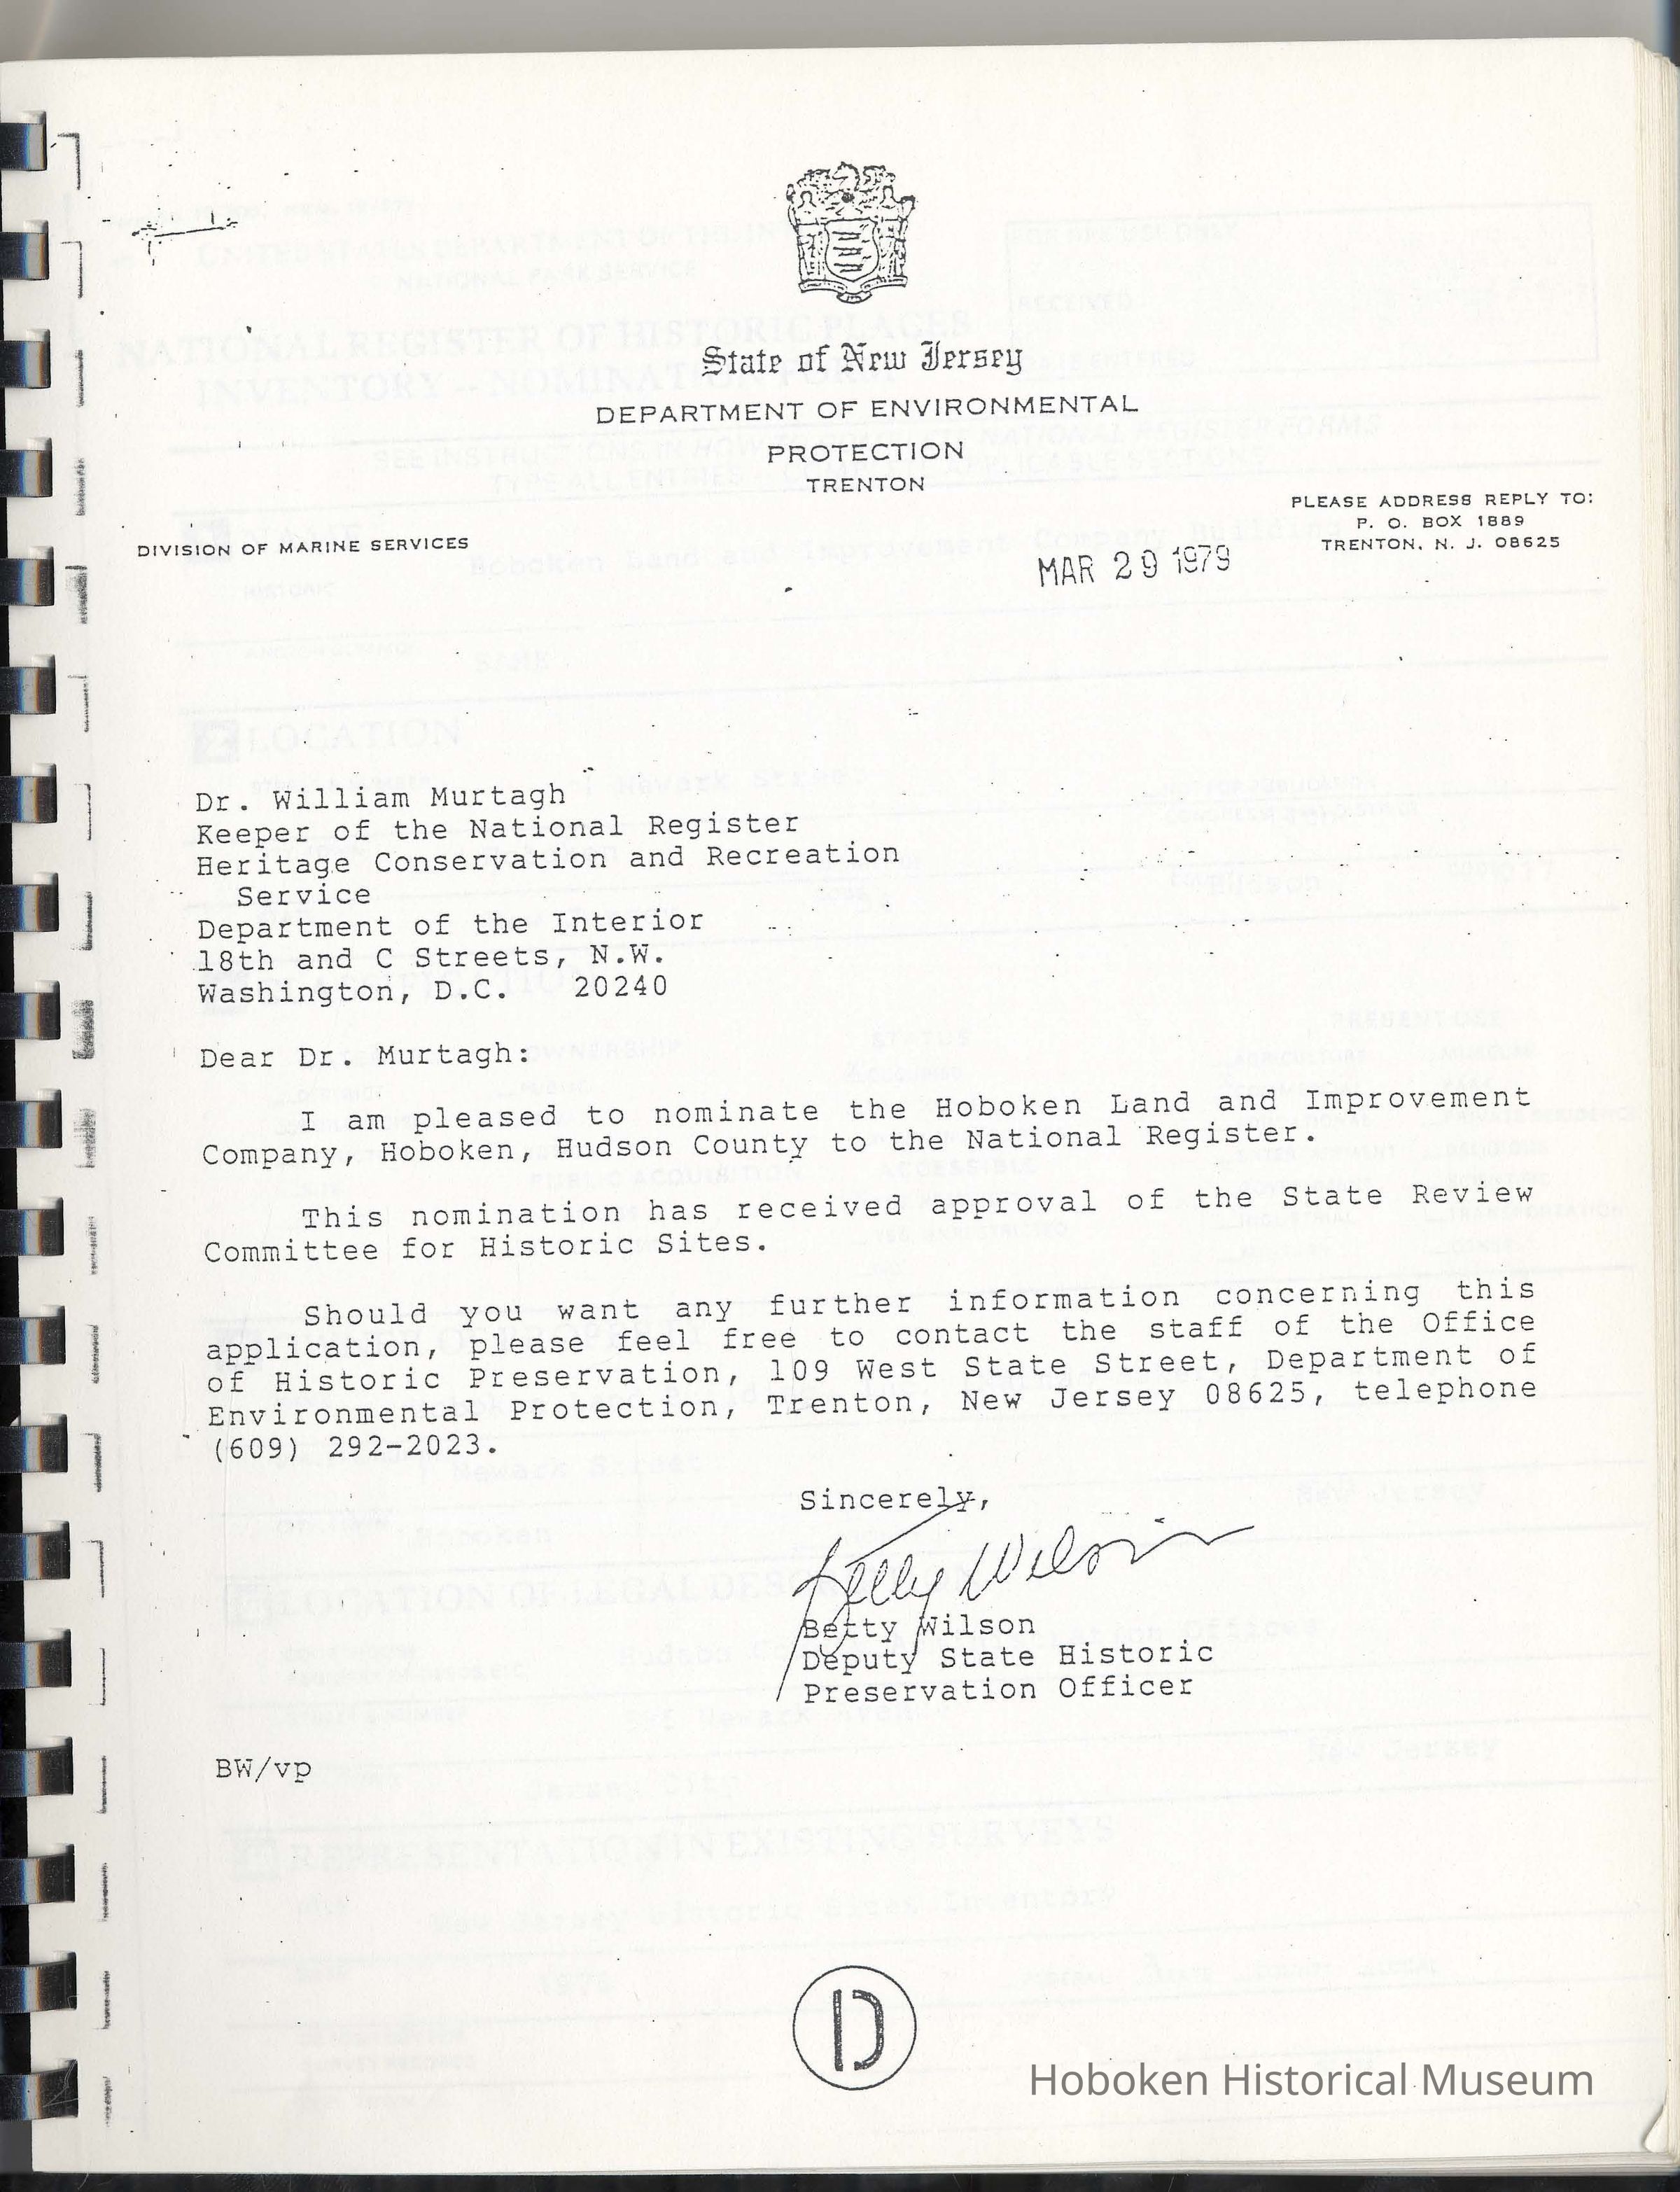 State of New Jersey
DEPARTMENT OF ENVIRONMENTAL
PROTECTION
TRENTON
PLEASE ADDRESS REPLY TO:
P. O. BOX 1889
TRENTON, N. J. 08625
DIVISION OF MARINE SERVICES
MAR 29 1979
Dr. William Murtagh
Keeper of the National Register
Heritage Conservation and Recreation
Service
Department of the Interior
18th and C Streets, N.W.
Washington, D.C. 20240
Dear Dr. Murtagh:
I am pleased to nominate the Hoboken Land and Improvement
Company, Hoboken, Hudson County to the National Register.
This nomination has received approval of the State Review
Committee for Historic Sites.
Should you want any further information concerning this
application, please feel free to contact the staff of the Office
of Historic Preservation, 109 West State Street, Department of
Environmental Protection, Trenton, New Jersey 08625, telephone
(609) 292-2023.
Sincerely,
Betty Wilson
Deputy State Historic
Preservation Officer
BW/vp
D
Hoboken Historical Museum